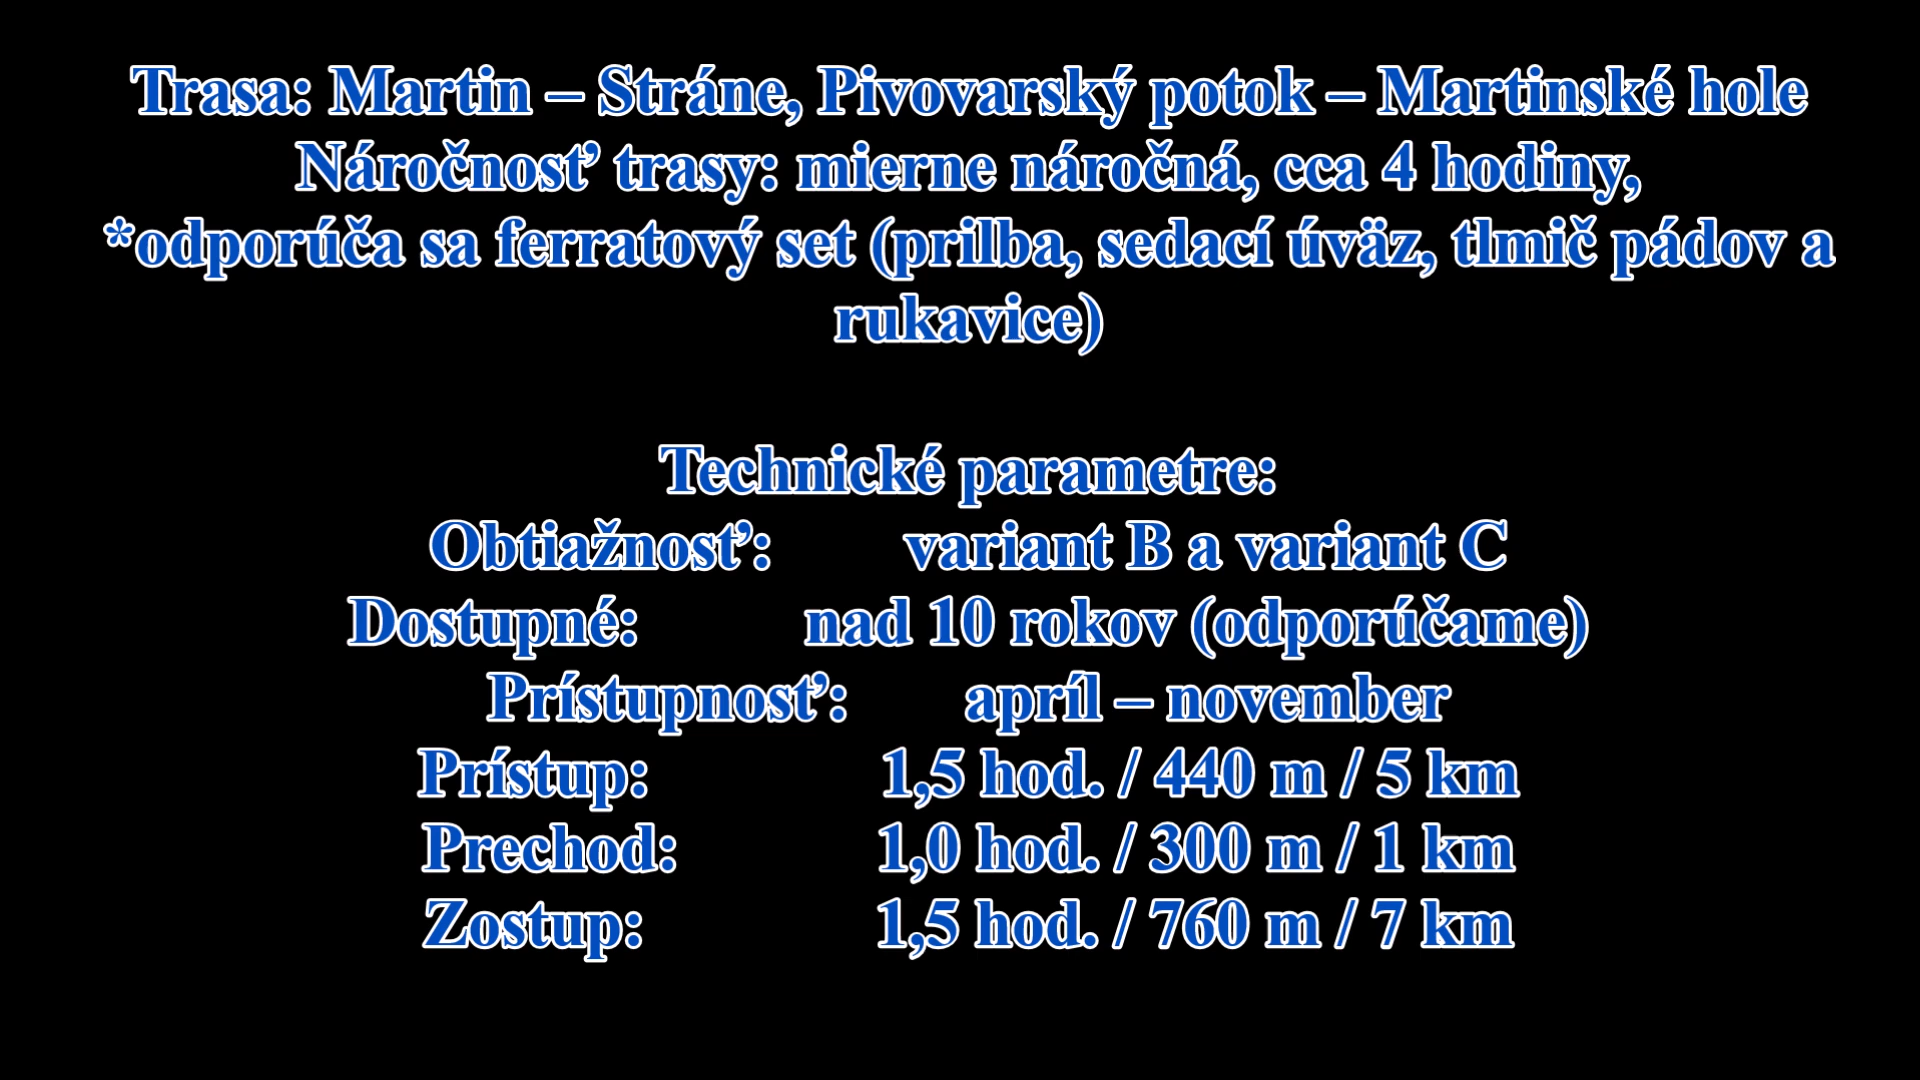 Trasa: Martin – Stráne, Pivovarský potok – Martinské hole
Náročnosť trasy: mierne náročná, cca 4 hodiny,
*odporúča sa ferratový set (prilba, sedací úväz, tlmič pádov a
rukavice)
Technické parametre:
Obtiažnosť: variant B a variant C
Dostupné: nad 10 rokov (odporúčame)
Prístupnosť: apríl – november
Prístup: 1,5 hod. / 440 m / 5 km
Prechod: 1,0 hod. / 300 m / 1 km
Zostup: 1,5 hod. / 760 m / 7 km